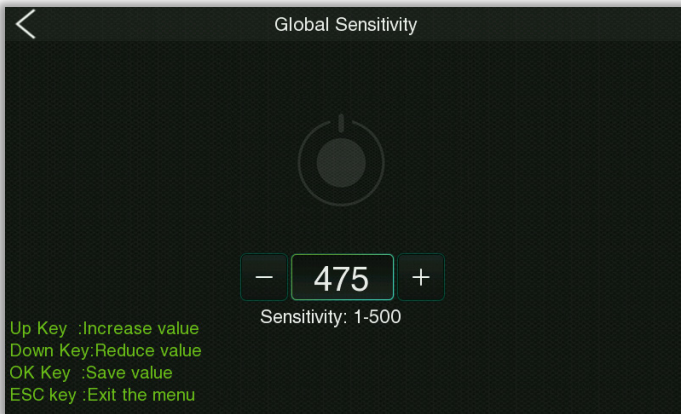 Global Sensitivity
− 475 +
Sensitivity: 1-500
Up Key :Increase value
Down Key:Reduce value
OK Key :Save value
ESC key :Exit the menu